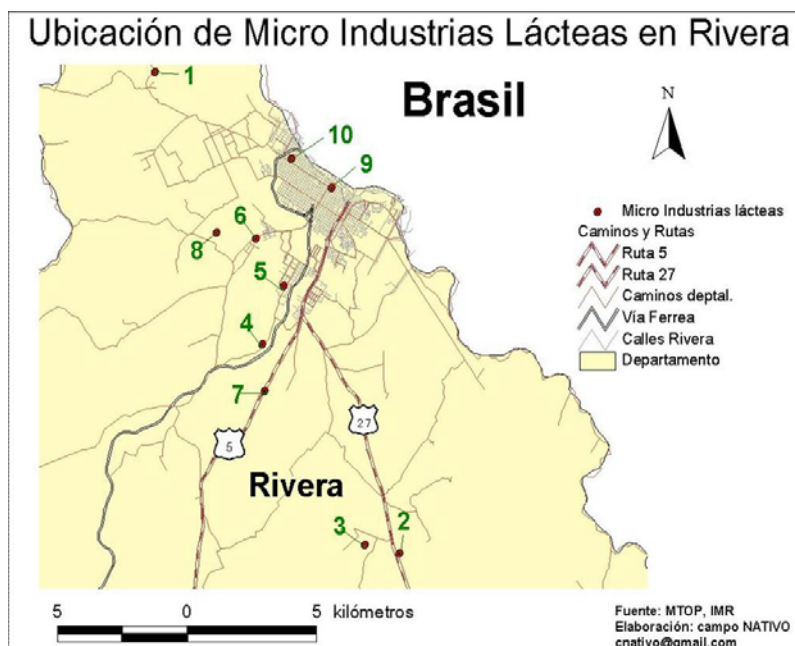 Ubicación de Micro Industrias Lácteas en Rivera
1
Brasil
N
10
9
6
8
5
4
7
5
27
Rivera
3
2
Micro Industrias lácteas
Caminos y Rutas
Ruta 5
Ruta 27
Caminos deptal.
Vía Ferrea
Calles Rivera
Departamento
5 0 5 kilómetros
Fuente: MTOP, IMR
Elaboración: campo NATIVO
cnativo@gmail.com